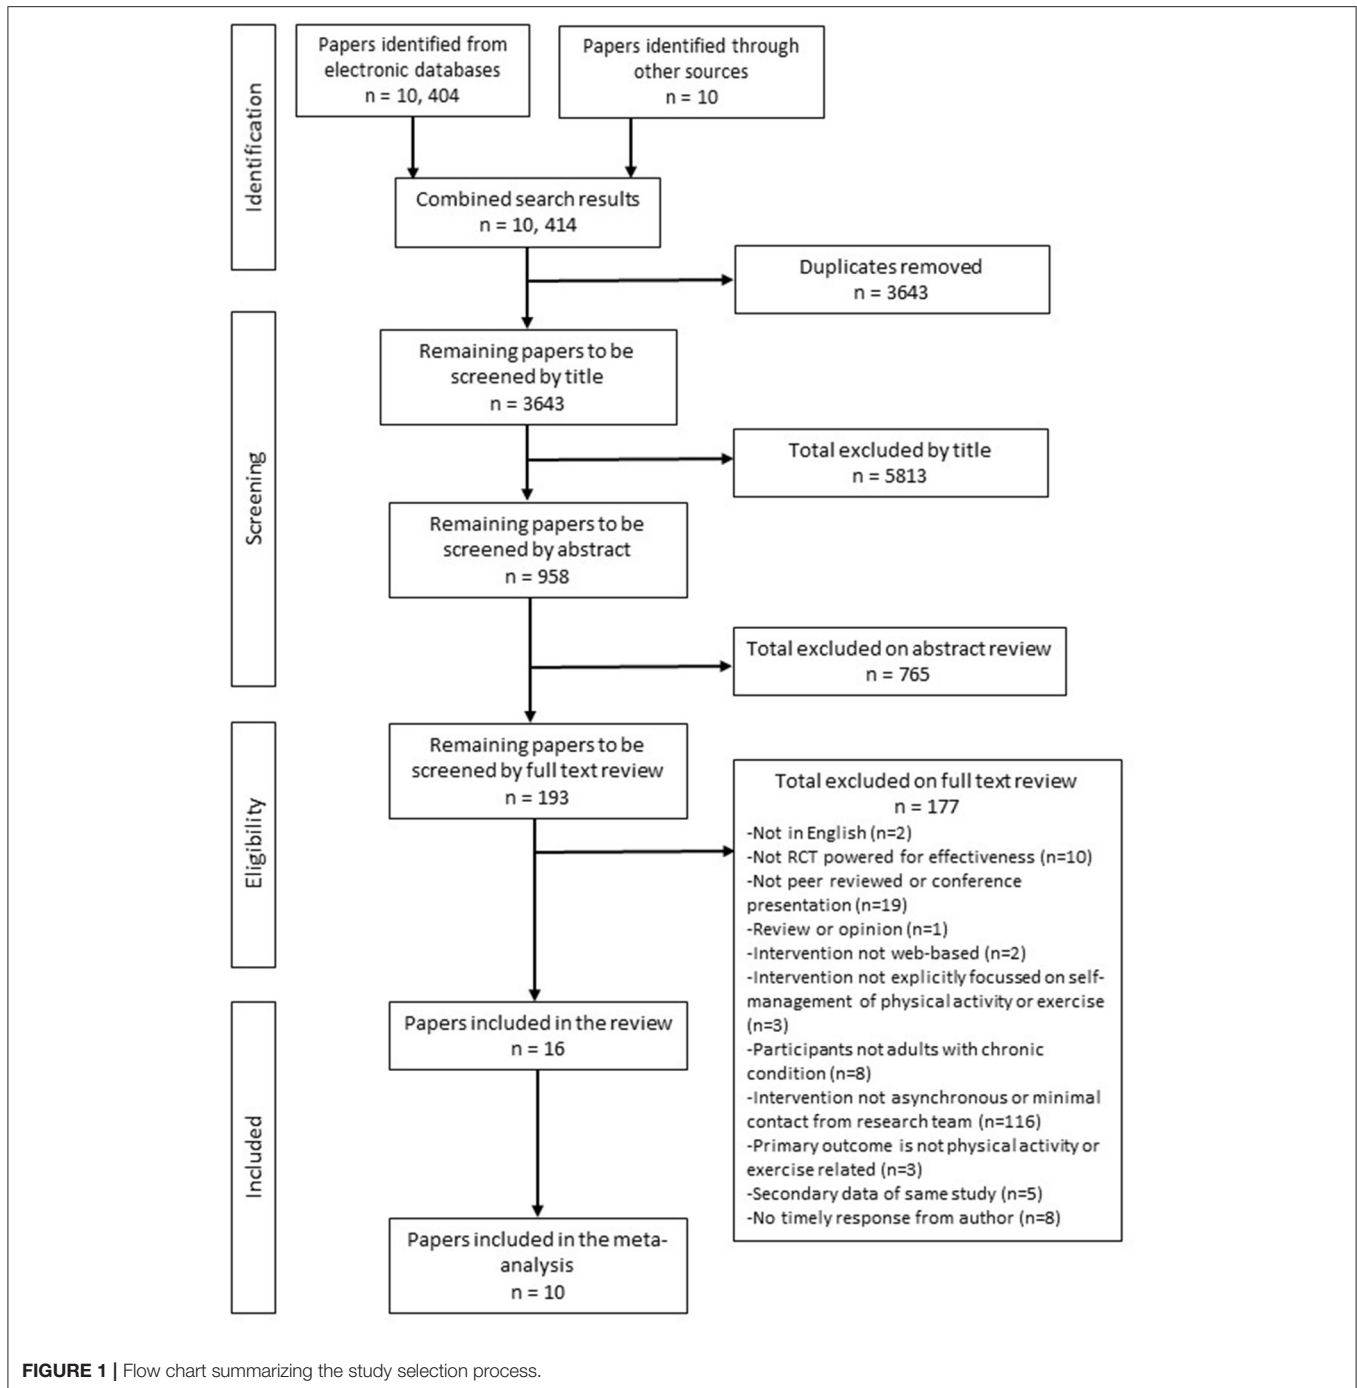 Identification
Papers identified from
electronic databases
n = 10, 404
Papers identified through
other sources
n = 10
Combined search results
n = 10, 414
Duplicates removed
n = 3643
Screening
Remaining papers to be
screened by title
n = 3643
Total excluded by title
n = 5813
Remaining papers to be
screened by abstract
n = 958
Total excluded on abstract review
n = 765
Eligibility
Remaining papers to be
screened by full text review
n = 193
Total excluded on full text review
n = 177
-Not in English (n=2)
-Not RCT powered for effectiveness (n=10)
-Not peer reviewed or conference
presentation (n=19)
-Review or opinion (n=1)
-Intervention not web-based (n=2)
-Intervention not explicitly focussed on self-
management of physical activity or exercise
(n=3)
-Participants not adults with chronic
condition (n=8)
-Intervention not asynchronous or minimal
contact from research team (n=116)
-Primary outcome is not physical activity or
exercise related (n=3)
-Secondary data of same study (n=5)
-No timely response from author (n=8)
Included
Papers included in the review
n = 16
Papers included in the meta-
analysis
n = 10
FIGURE 1 | Flow chart summarizing the study selection process.